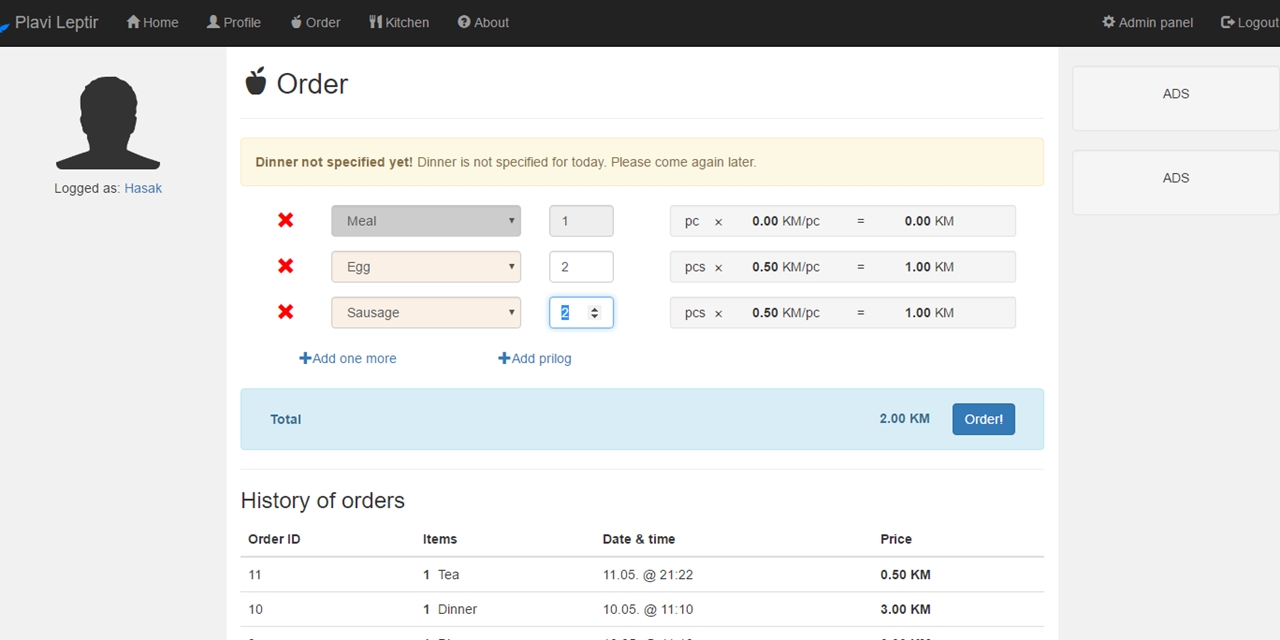 Plavi Leptir Home Profile Order Kitchen About Admin panel Logout
Order
ADS
Dinner not specified yet! Dinner is not specified for today. Please come again later.
ADS
Logged as: Hasak
Meal 1 pc × 0.00 KM/pc = 0.00 KM
Egg 2 pcs × 0.50 KM/pc = 1.00 KM
Sausage 2 pcs × 0.50 KM/pc = 1.00 KM
Add one more Add prilog
Total 2.00 KM Order!
History of orders
Order ID Items Date & time Price
11 1 Tea 11.05. @ 21:22 0.50 KM
10 1 Dinner 10.05. @ 11:10 3.00 KM